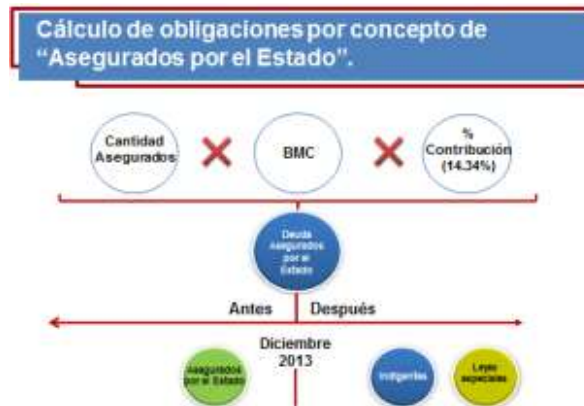 Cálculo de obligaciones por concepto de
“Asegurados por el Estado”.
Cantidad
Asegurados
BMC
%
Contribución
(14.34%)
Deuda
Asegurados
por el
Estado
Antes
Después
Diciembre
2013
Asegurados
por el Estado
Indígenas
Leyes
especiales